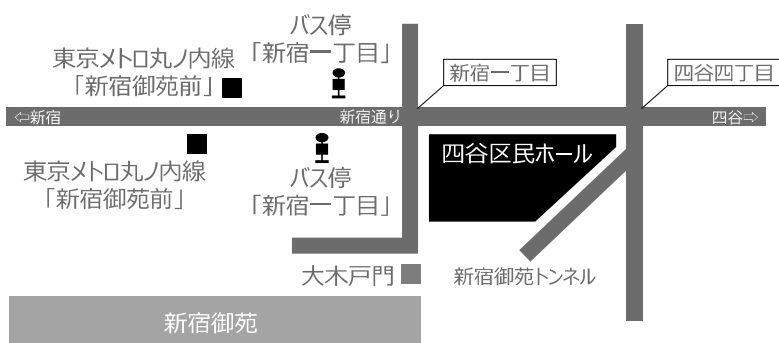 バス停
「新宿一丁目」
東京メトロ丸ノ内線
「新宿御苑前」
新宿一丁目
四谷四丁目
⇦新宿
新宿通り
四谷⇨
東京メトロ丸ノ内線
「新宿御苑前」
バス停
「新宿一丁目」
四谷区民ホール
大木戸門
新宿御苑トンネル
新宿御苑